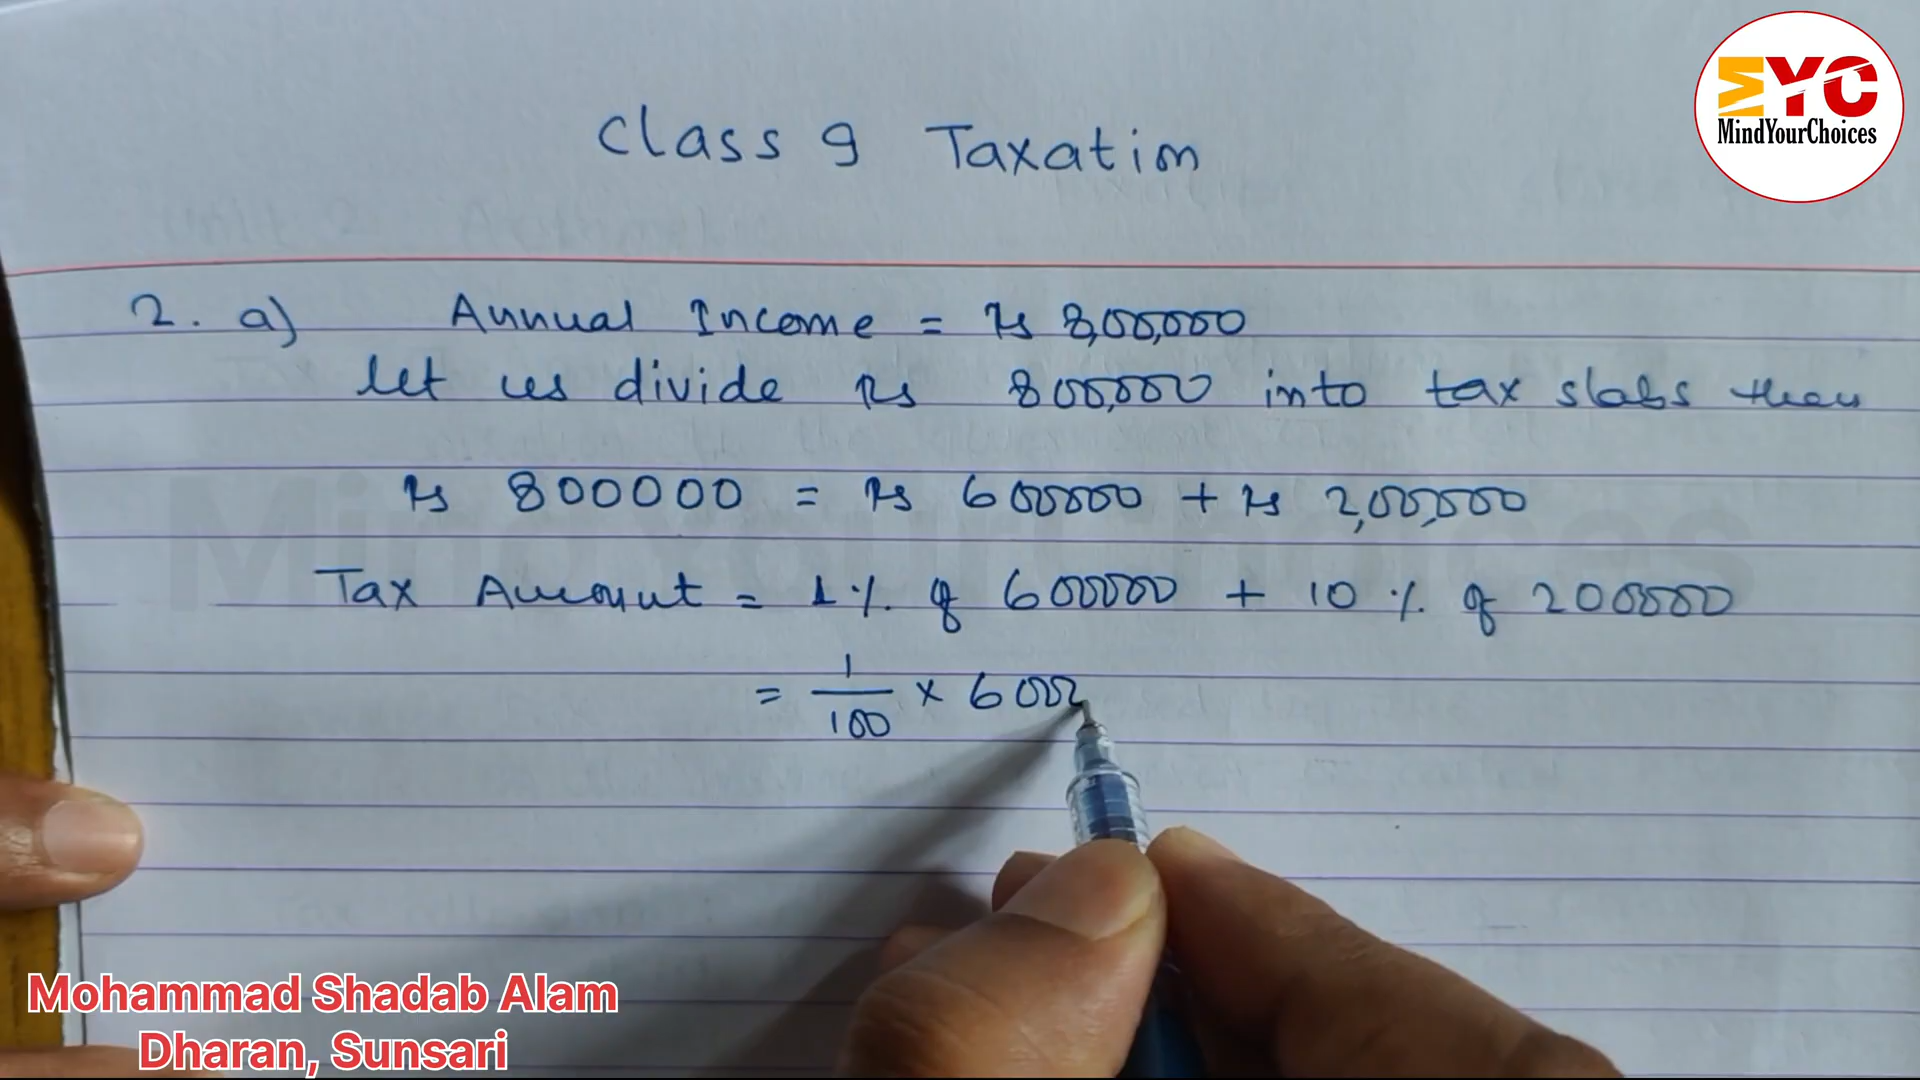 MYC
MindYourChoices
Class 9 Taxation
2. a) Annual Income = Rs 8,00,000
let us divide Rs 800,000 into tax slabs then
Rs 800000 = Rs 600000 + Rs 2,00,000
Tax Amount = 1 % of 600000 + 10 % of 200000
= 1/100 × 6000
MindYourChoices
Mohammad Shadab Alam
Dharan, Sunsari